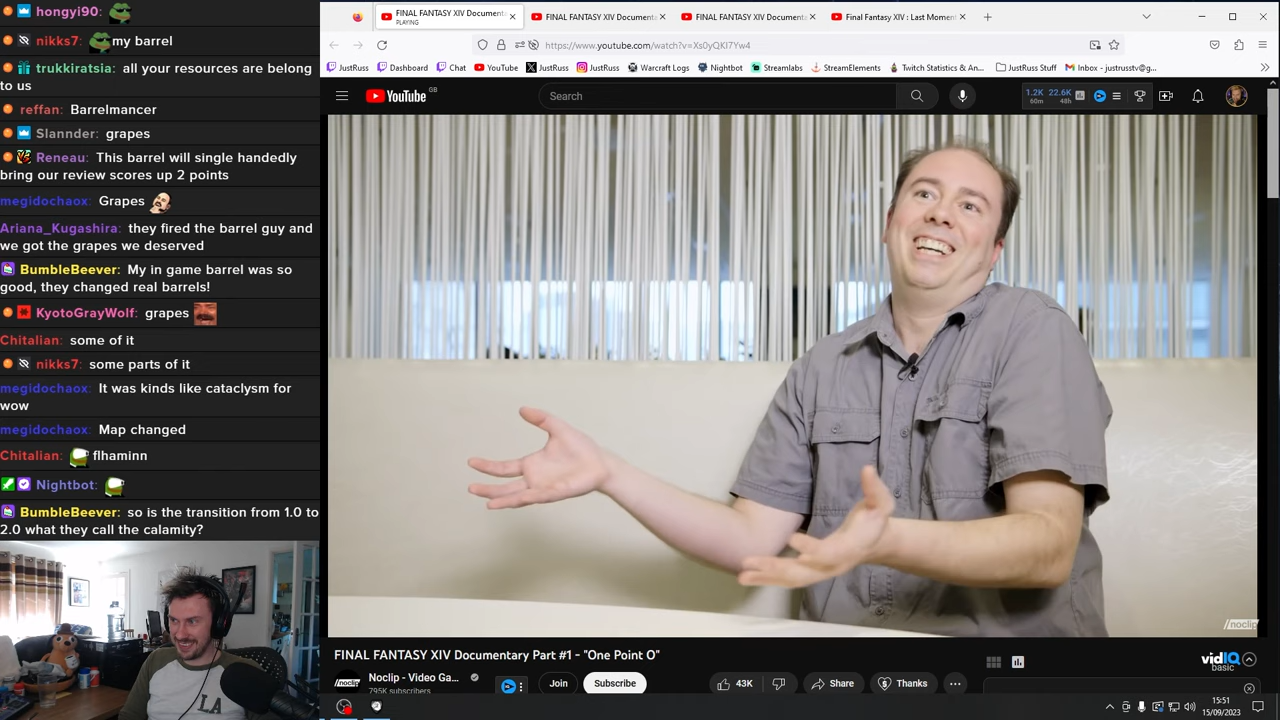 hongyi90:
nikks7: my barrel
trukkiratsia: all your resources are belong
to us
reffan: Barrelmancer
Slannder: grapes
Reneau: This barrel will single handedly
bring our review scores up 2 points
megidochaox: Grapes
Ariana_Kugashira: they fired the barrel guy and
we got the grapes we deserved
BumbleBeever: My in game barrel was so
good, they changed real barrels!
KyotoGrayWolf: grapes
Chitalian: some of it
nikks7: some parts of it
megidochaox: It was kinds like cataclysm for
wow
megidochaox: Map changed
Chitalian: flhaminn
Nightbot:
BumbleBeever: so is the transition from 1.0 to
2.0 what they call the calamity?
LA
FINAL FANTASY XIV Documenta
PLAYING
FINAL FANTASY XIV Documenta
FINAL FANTASY XIV Documenta
Final Fantasy XIV : Last Momen
https://www.youtube.com/watch?v=Xs0yQKI7Yw4
JustRuss Dashboard Chat YouTube JustRuss JustRuss Warcraft Logs Nightbot Streamlabs StreamElements Twitch Statistics & An... JustRuss Stuff Inbox - justrusstv@g...
YouTube GB
Search
1.2K 22.6K
60m 48h
/noclip
FINAL FANTASY XIV Documentary Part #1 - "One Point O"
vidIQ
basic
/noclip
Noclip - Video Ga...
795K subscribers
Join
Subscribe
43K
Share
Thanks
15:51
15/09/2023